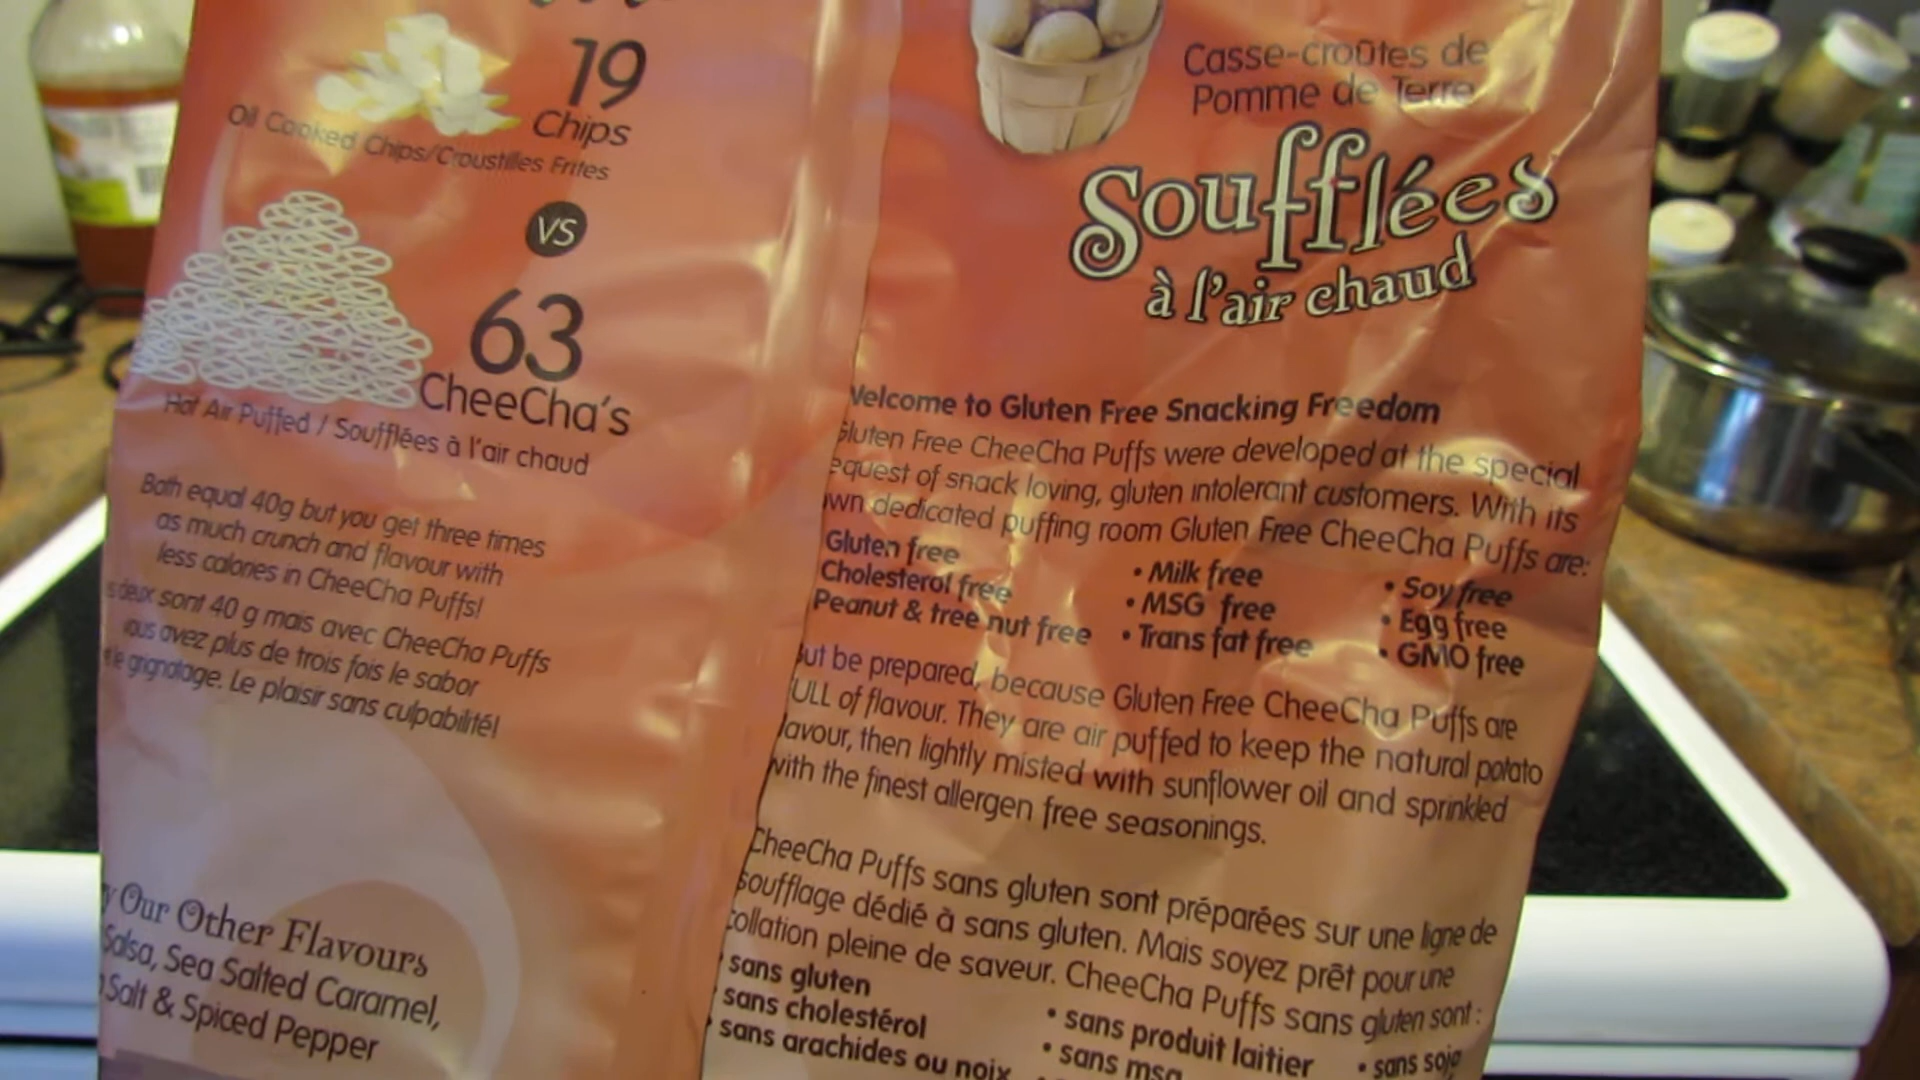 19
Chips
Oil Cooked Chips/Croustilles Frites
VS
63
CheeCha's
Hot Air Puffed / Soufflées à l'air chaud
Both equal 40g but you get three times
as much crunch and flavour with
less calories in CheeCha Puffs!
deux sont 40 g mais avec CheeCha Puffs
vous avez plus de trois fois le sabor
le grignotage. Le plaisir sans culpabilité!
Our Other Flavours
Salsa, Sea Salted Caramel,
Salt & Spiced Pepper
Casse-croûtes de
Pomme de Terre
Soufflées
à l'air chaud
Welcome to Gluten Free Snacking Freedom
Gluten Free CheeCha Puffs were developed at the special
request of snack loving, gluten intolerant customers. With its
own dedicated puffing room Gluten Free CheeCha Puffs are:
Gluten free • Milk free • Soy free
Cholesterol free • MSG free • Egg free
Peanut & tree nut free • Trans fat free • GMO free
But be prepared, because Gluten Free CheeCha Puffs are
FULL of flavour. They are air puffed to keep the natural potato
flavour, then lightly misted with sunflower oil and sprinkled
with the finest allergen free seasonings.
CheeCha Puffs sans gluten sont préparées sur une ligne de
soufflage dédié à sans gluten. Mais soyez prêt pour une
collation pleine de saveur. CheeCha Puffs sans gluten sont :
sans gluten • sans produit laitier • sans soja
sans cholestérol • sans msg
sans arachides ou noix